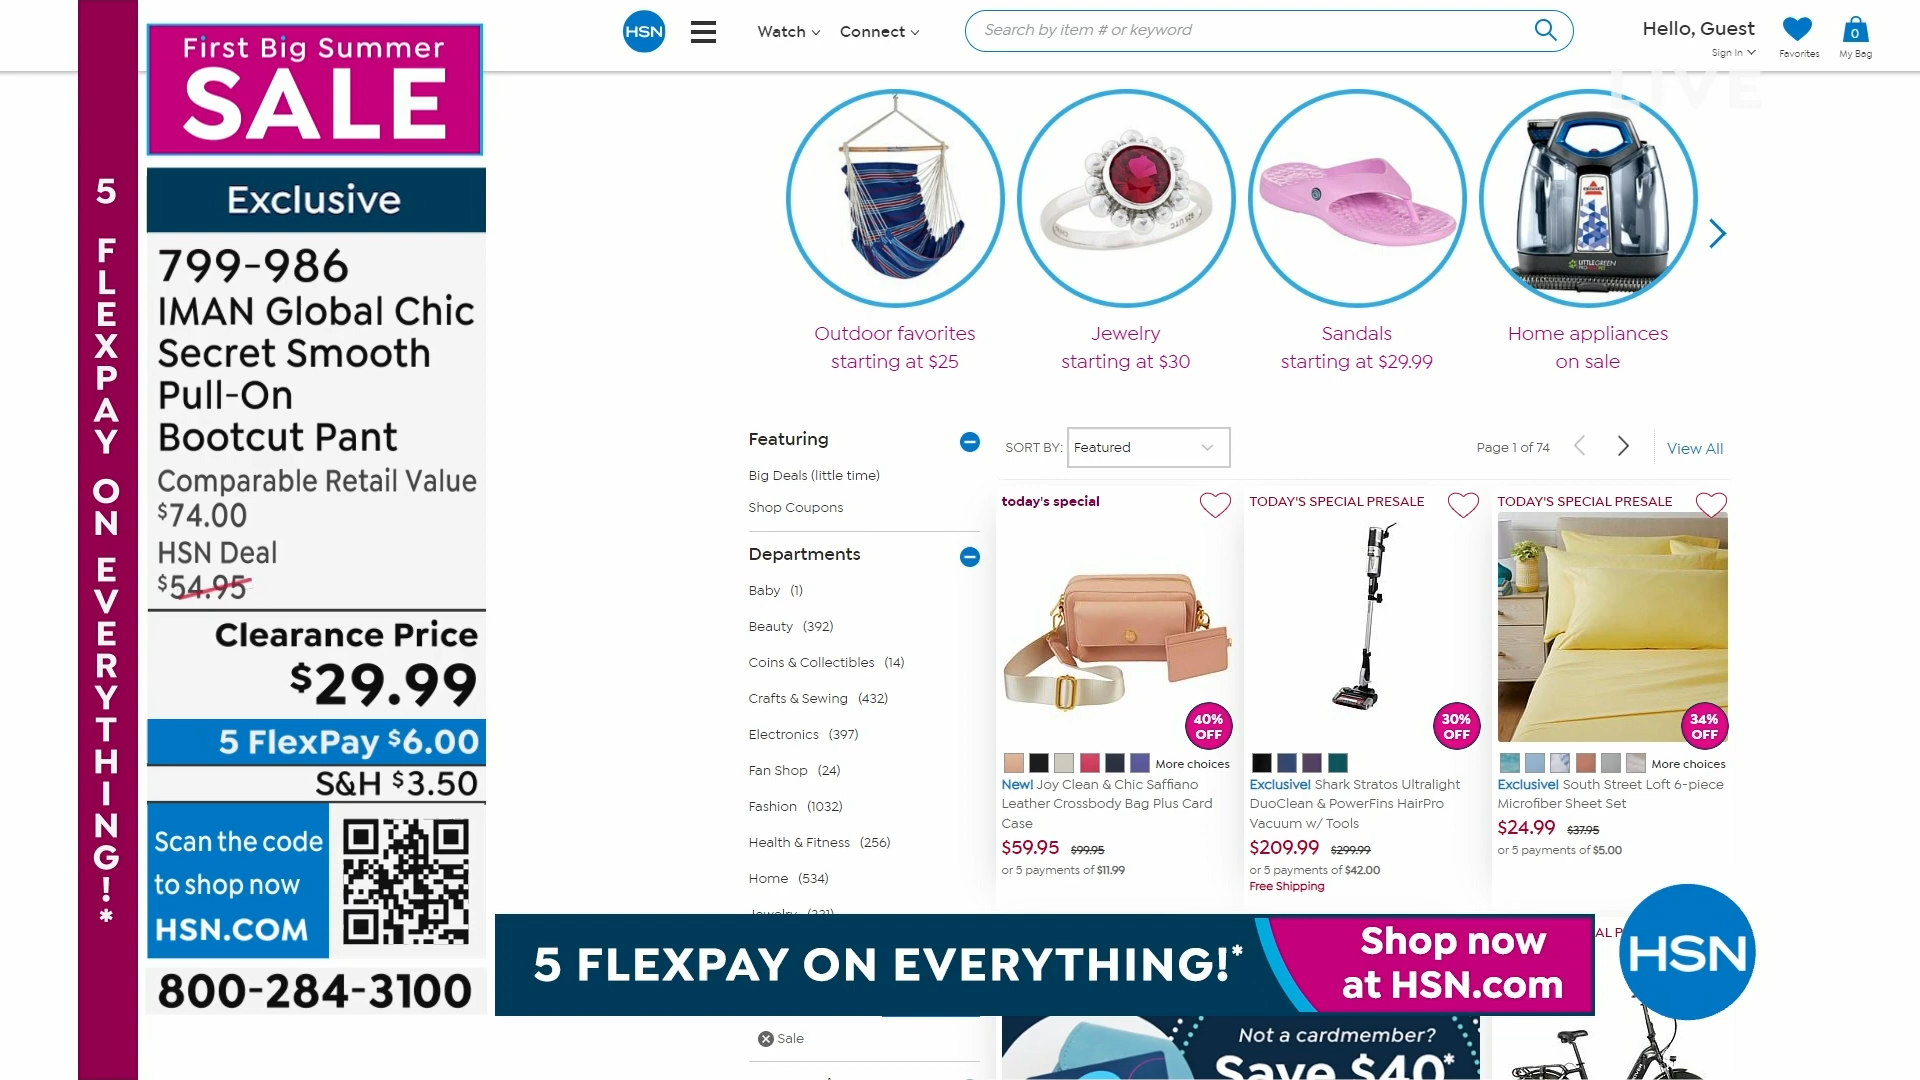 5 FLEXPAY ON EVERYTHING!*
First Big Summer
SALE
Exclusive
799-986
IMAN Global Chic
Secret Smooth
Pull-On
Bootcut Pant
Comparable Retail Value
$74.00
HSN Deal
$54.95
Clearance Price
$29.99
5 FlexPay $6.00
S&H $3.50
Scan the code
to shop now
HSN.COM
800-284-3100
HSN
Watch
Connect
Search by item # or keyword
Hello, Guest
Sign In
Favorites
0
My Bag
LIVE
Outdoor favorites
starting at $25
Jewelry
starting at $30
Sandals
starting at $29.99
BISSELL
LITTLEGREEN
Home appliances
on sale
Featuring
Big Deals (little time)
Shop Coupons
Departments
Baby (1)
Beauty (392)
Coins & Collectibles (14)
Crafts & Sewing (432)
Electronics (397)
Fan Shop (24)
Fashion (1032)
Health & Fitness (256)
Home (534)
Sale
SORT BY:
Featured
Page 1 of 74
View All
today's special
40%
OFF
More choices
New! Joy Clean & Chic Saffiano
Leather Crossbody Bag Plus Card
Case
$59.95 $99.95
or 5 payments of $11.99
TODAY'S SPECIAL PRESALE
30%
OFF
Exclusive! Shark Stratos Ultralight
DuoClean & PowerFins HairPro
Vacuum w/ Tools
$209.99 $299.99
or 5 payments of $42.00
Free Shipping
TODAY'S SPECIAL PRESALE
34%
OFF
More choices
Exclusive! South Street Loft 6-piece
Microfiber Sheet Set
$24.99 $37.95
or 5 payments of $5.00
5 FLEXPAY ON EVERYTHING!*
Shop now
at HSN.com
AL P
HSN
Not a cardmember?
Save $40*